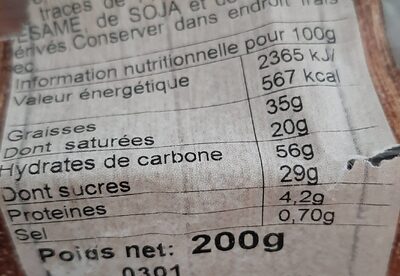 traces de
ESAME, de SOJA et
dérivés Conserver dans endroit frais
ec
Information nutritionnelle pour 100g
Valeur énergétique 2365 kJ/
567 kcal
Graisses 35g
Dont saturées 20g
Hydrates de carbone 56g
Dont sucres 29g
Proteines 4,2g
Sel 0,70g
Poids net: 200g
0301